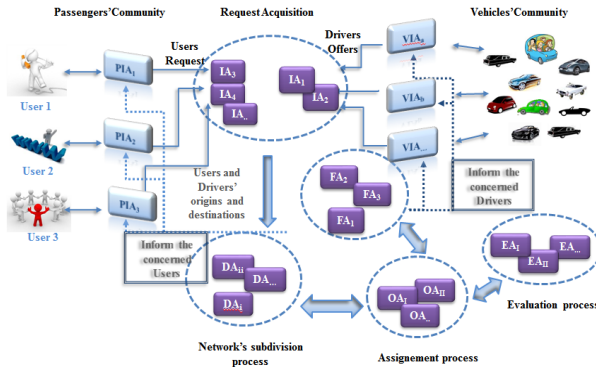 Passengers'Community
Request Acquisition
Vehicles'Community
Users
Request
Drivers
Offers
PIA1
User 1
PIA2
User 2
PIA3
User 3
IA3
IA4
IA..
IA1
IA2
VIAa
VIAb
VIA...
Users and
Drivers'
origins and
destinations
FA2
FA3
FA1
Inform the
concerned
Drivers
Inform the
concerned
Users
DAii
DA...
DAi
OAI
OAII
OA..
EAI
EA...
EAII
Evaluation process
Network's subdivision
process
Assignement process